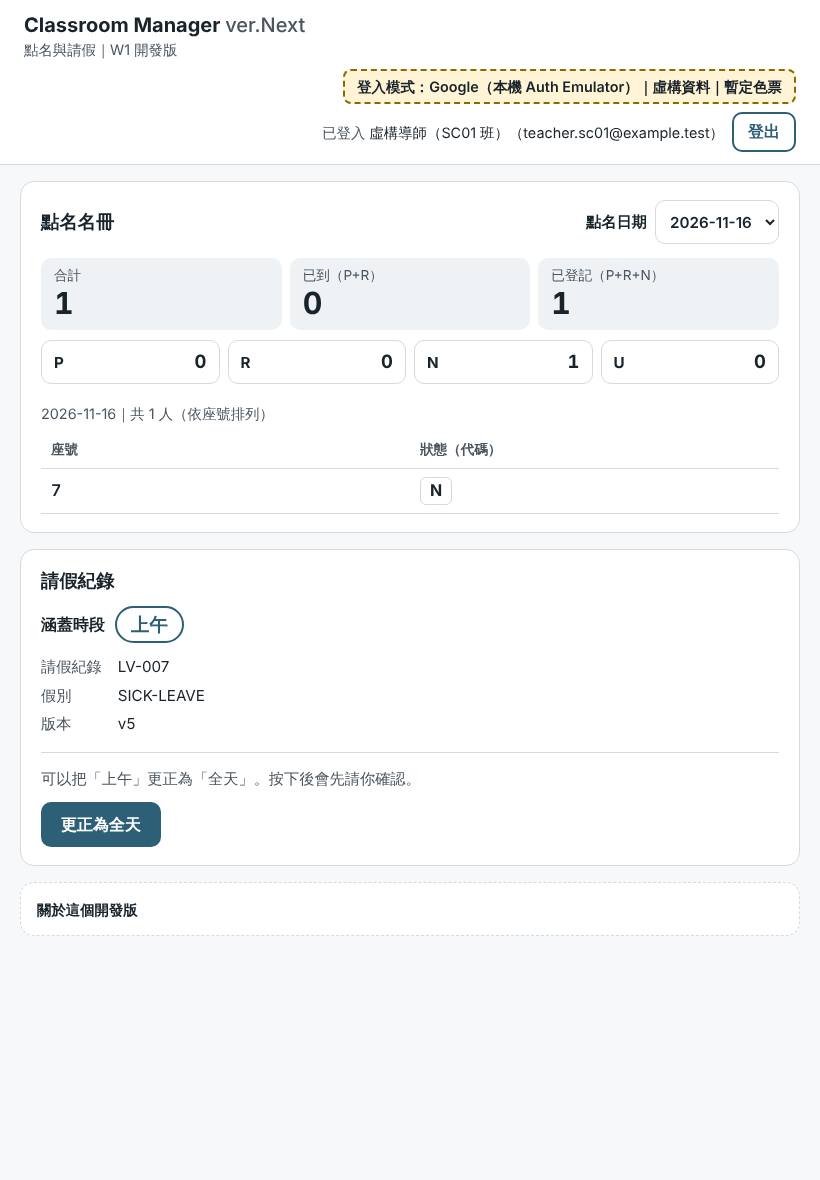 Classroom Manager ver.Next
點名與請假｜W1 開發版
登入模式：Google（本機 Auth Emulator）｜虛構資料｜暫定色票
已登入 虛構導師（SC01 班）（teacher.sc01@example.test） 登出
點名名冊 點名日期 2026-11-16
合計 已到（P+R） 已登記（P+R+N）
1 0 1
P 0 R 0 N 1 U 0
2026-11-16｜共 1 人（依座號排列）
座號 狀態（代碼）
7 N
請假紀錄
涵蓋時段 上午
請假紀錄 LV-007
假別 SICK-LEAVE
版本 v5
可以把「上午」更正為「全天」。按下後會先請你確認。
更正為全天
關於這個開發版